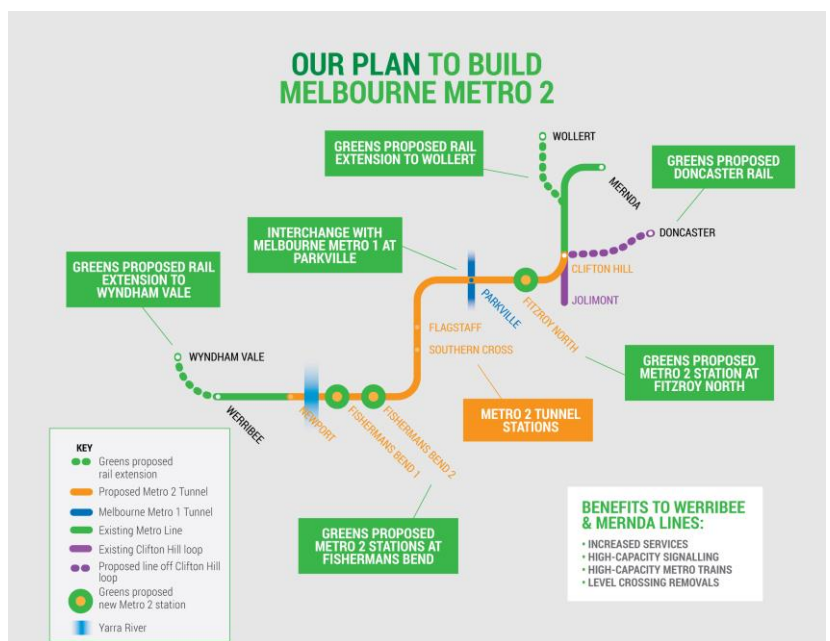 OUR PLAN TO BUILD
MELBOURNE METRO 2
WOLLERT
GREENS PROPOSED RAIL
EXTENSION TO WOLLERT
GREENS PROPOSED
DONCASTER RAIL
MERNDA
INTERCHANGE WITH
MELBOURNE METRO 1 AT
PARKVILLE
DONCASTER
GREENS PROPOSED RAIL
EXTENSION TO
WYNDHAM VALE
CLIFTON HILL
PARKVILLE
FITZROY NORTH
JOLIMONT
FLAGSTAFF
SOUTHERN CROSS
WYNDHAM VALE
GREENS PROPOSED
METRO 2 STATION AT
FITZROY NORTH
WERRIBEE
NEWPORT
FISHERMANS BEND 1
FISHERMANS BEND 2
METRO 2 TUNNEL
STATIONS
KEY
Greens proposed
rail extension
Proposed Metro 2 Tunnel
Melbourne Metro 1 Tunnel
Existing Metro Line
Existing Clifton Hill loop
Proposed line off Clifton Hill
loop
Greens proposed
new Metro 2 station
Yarra River
GREENS PROPOSED
METRO 2 STATIONS AT
FISHERMANS BEND
BENEFITS TO WERRIBEE
& MERNDA LINES:
• INCREASED SERVICES
• HIGH-CAPACITY SIGNALLING
• HIGH-CAPACITY METRO TRAINS
• LEVEL CROSSING REMOVALS